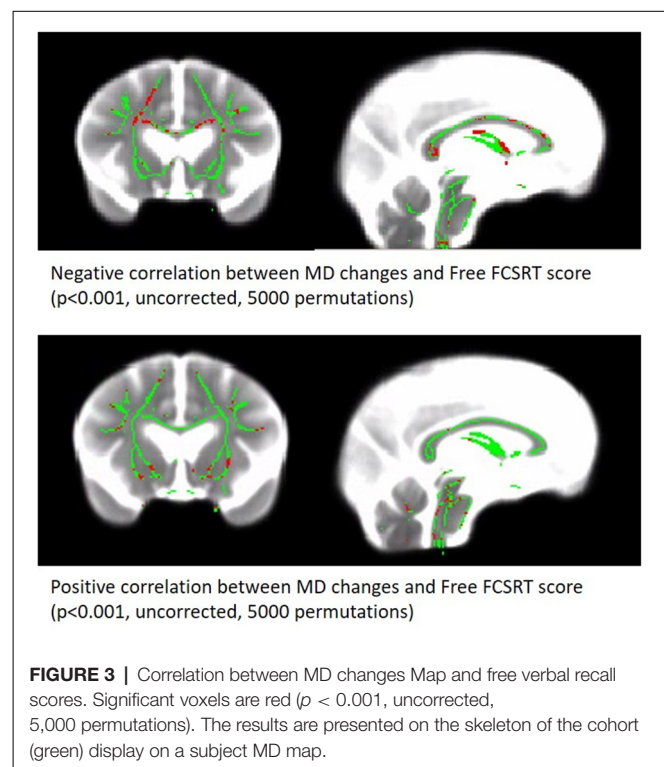 Negative correlation between MD changes and Free FCSRT score
(p<0.001, uncorrected, 5000 permutations)
Positive correlation between MD changes and Free FCSRT score
(p<0.001, uncorrected, 5000 permutations)
FIGURE 3 | Correlation between MD changes Map and free verbal recall
scores. Significant voxels are red (p < 0.001, uncorrected,
5,000 permutations). The results are presented on the skeleton of the cohort
(green) display on a subject MD map.